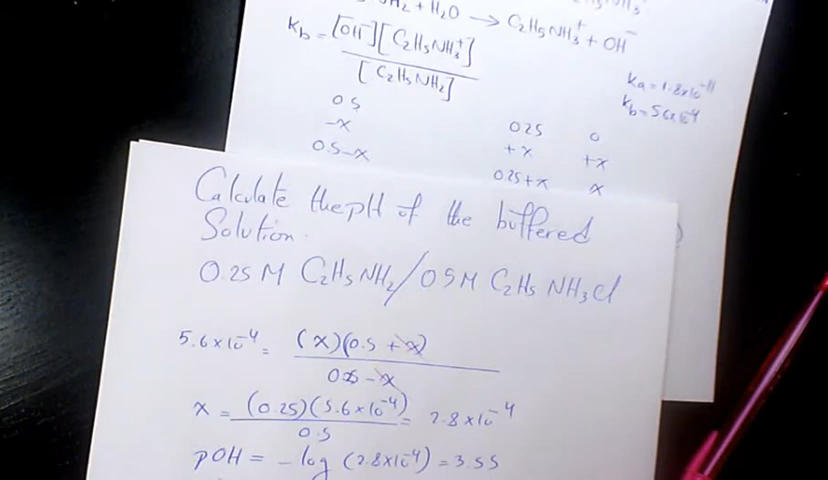 H₂ + H₂O → C₂H₅NH₃⁺ + OH⁻
Kb = [OH⁻][C₂H₅NH₃⁺]
[C₂H₅NH₂]
Ka = 1.8x10⁻¹¹
Kb = 5.6x10⁻⁴
0.5 0.25 0
-x +x +x
0.5-x 0.25+x x
Calculate the pH of the buffered
Solution.
0.25 M C₂H₅NH₂/0.5M C₂H₅NH₃Cl
5.6x10⁻⁴ = (x)(0.5 + x)
- x
x = (0.25)(5.6x10⁻⁴) = 2.8x10⁻⁴
0.5
pOH = - log (2.8x10⁻⁴) = 3.55